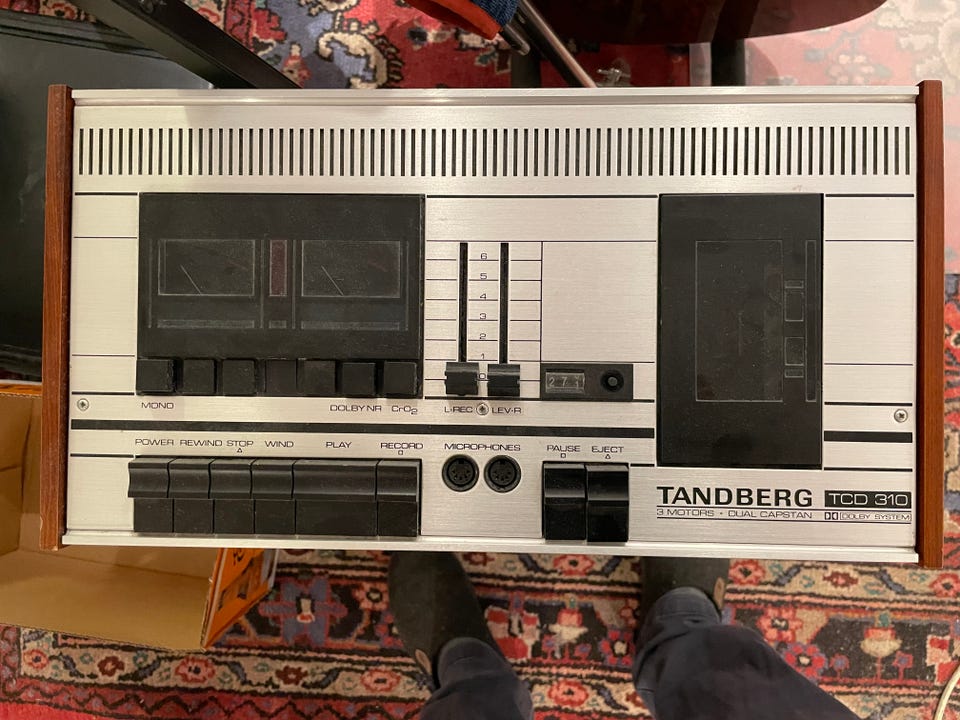 6
5
4
3
2
1
0
271
MONO DOLBY NR CrO2
L-REC LEV-R
POWER REWIND STOP WIND PLAY RECORD MICROPHONES PAUSE EJECT
TANDBERG TCD 310
3 MOTORS • DUAL CAPSTAN DOLBY SYSTEM